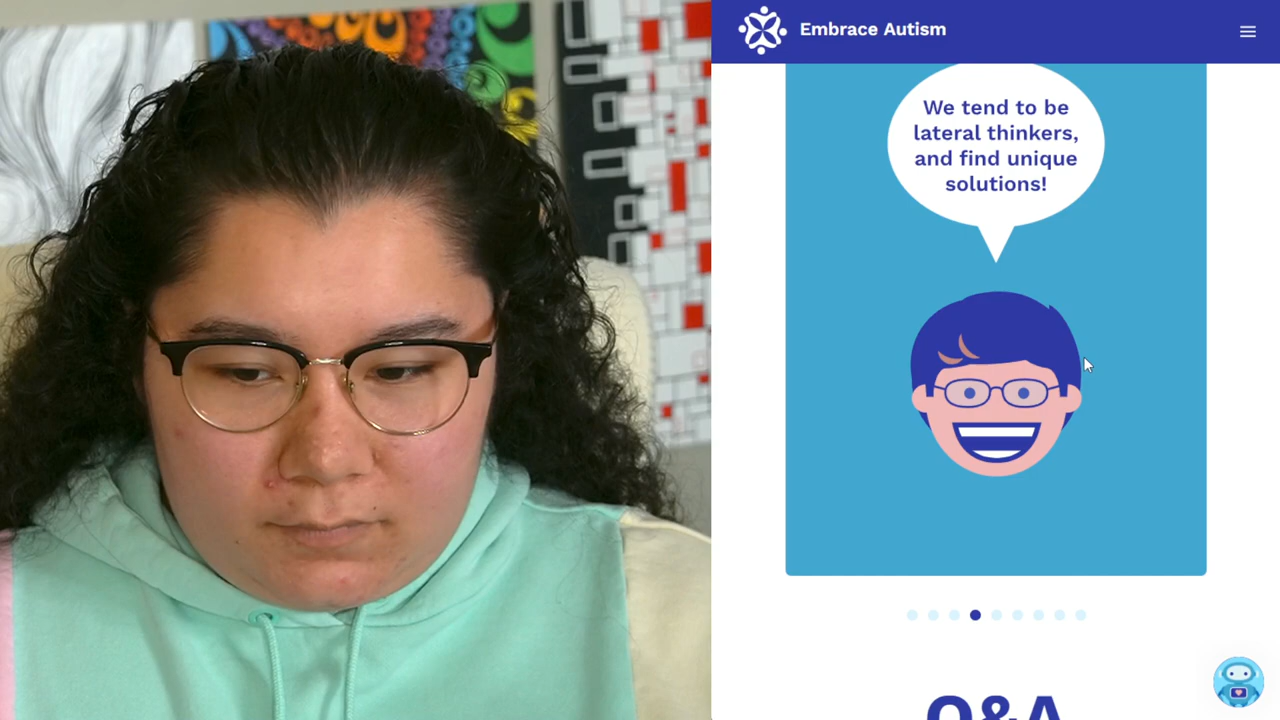 Embrace Autism
We tend to be
lateral thinkers,
and find unique
solutions!
Q&A